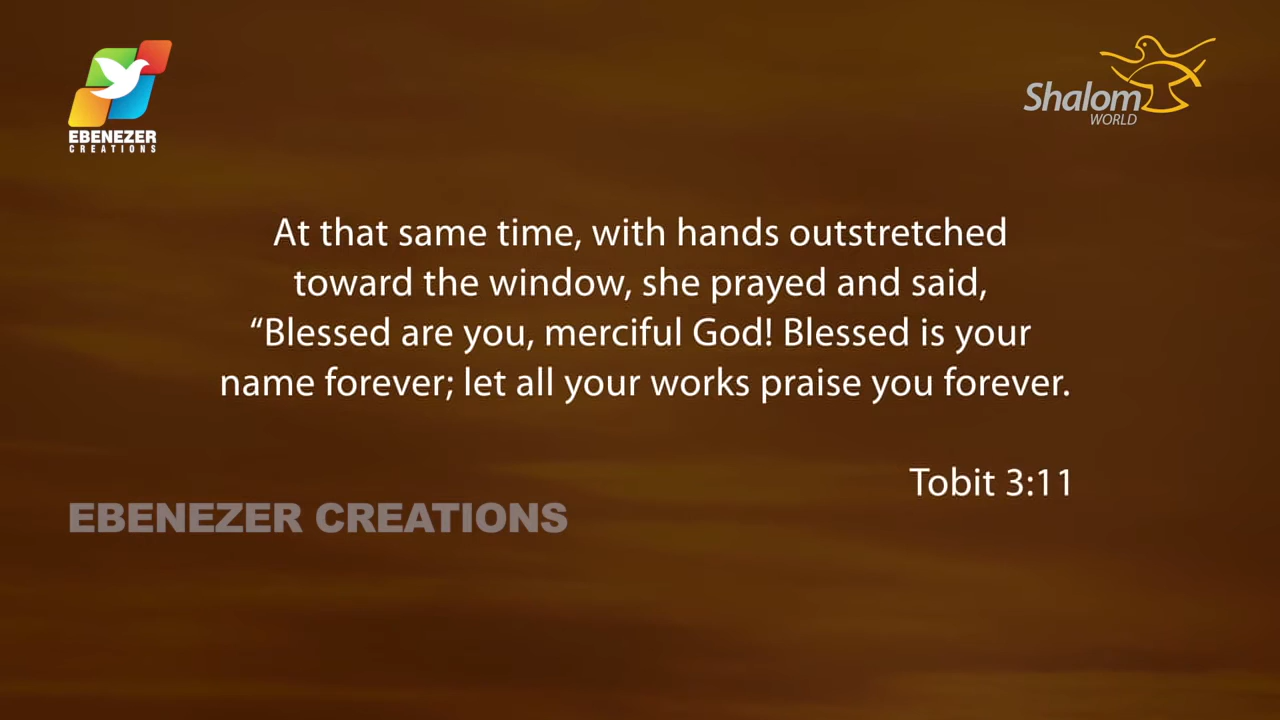 EBENEZER
CREATIONS
Shalom
WORLD
At that same time, with hands outstretched
toward the window, she prayed and said,
“Blessed are you, merciful God! Blessed is your
name forever; let all your works praise you forever.
Tobit 3:11
EBENEZER CREATIONS